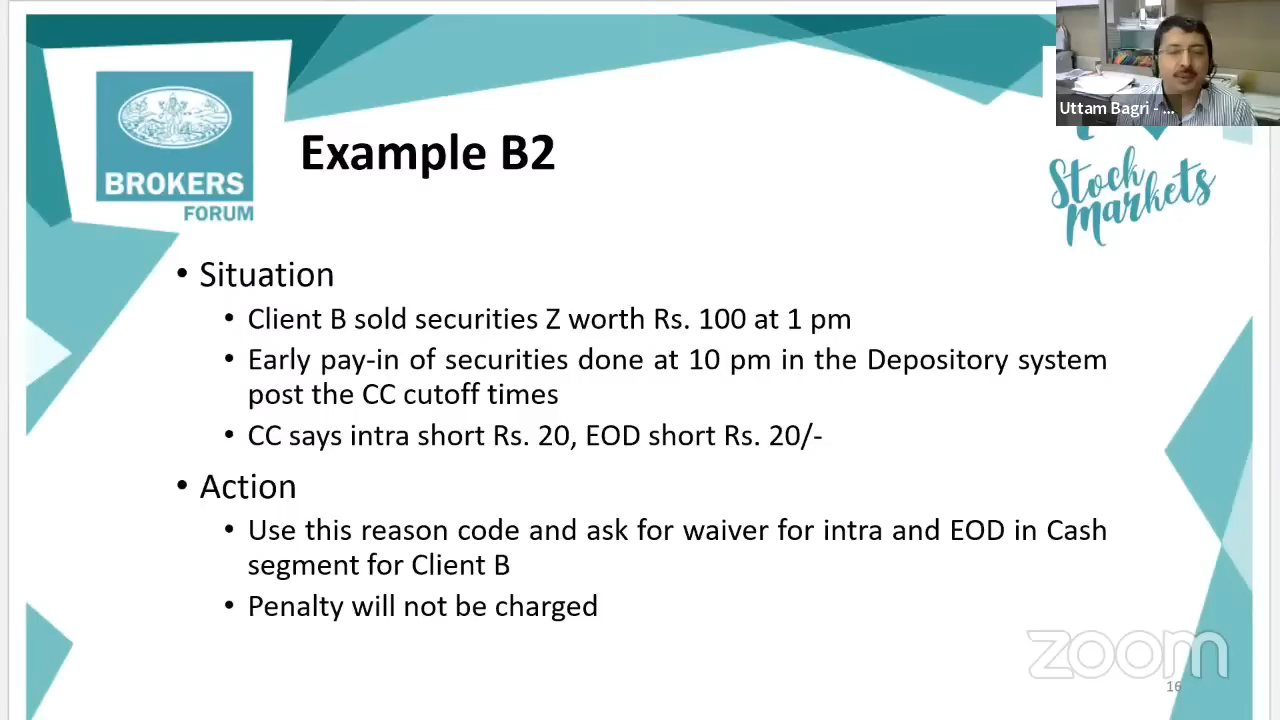 Uttam Bagri - ...
BROKERS
FORUM
Example B2
Stock
markets
• Situation
• Client B sold securities Z worth Rs. 100 at 1 pm
• Early pay-in of securities done at 10 pm in the Depository system
post the CC cutoff times
• CC says intra short Rs. 20, EOD short Rs. 20/-
• Action
• Use this reason code and ask for waiver for intra and EOD in Cash
segment for Client B
• Penalty will not be charged
zoom
16